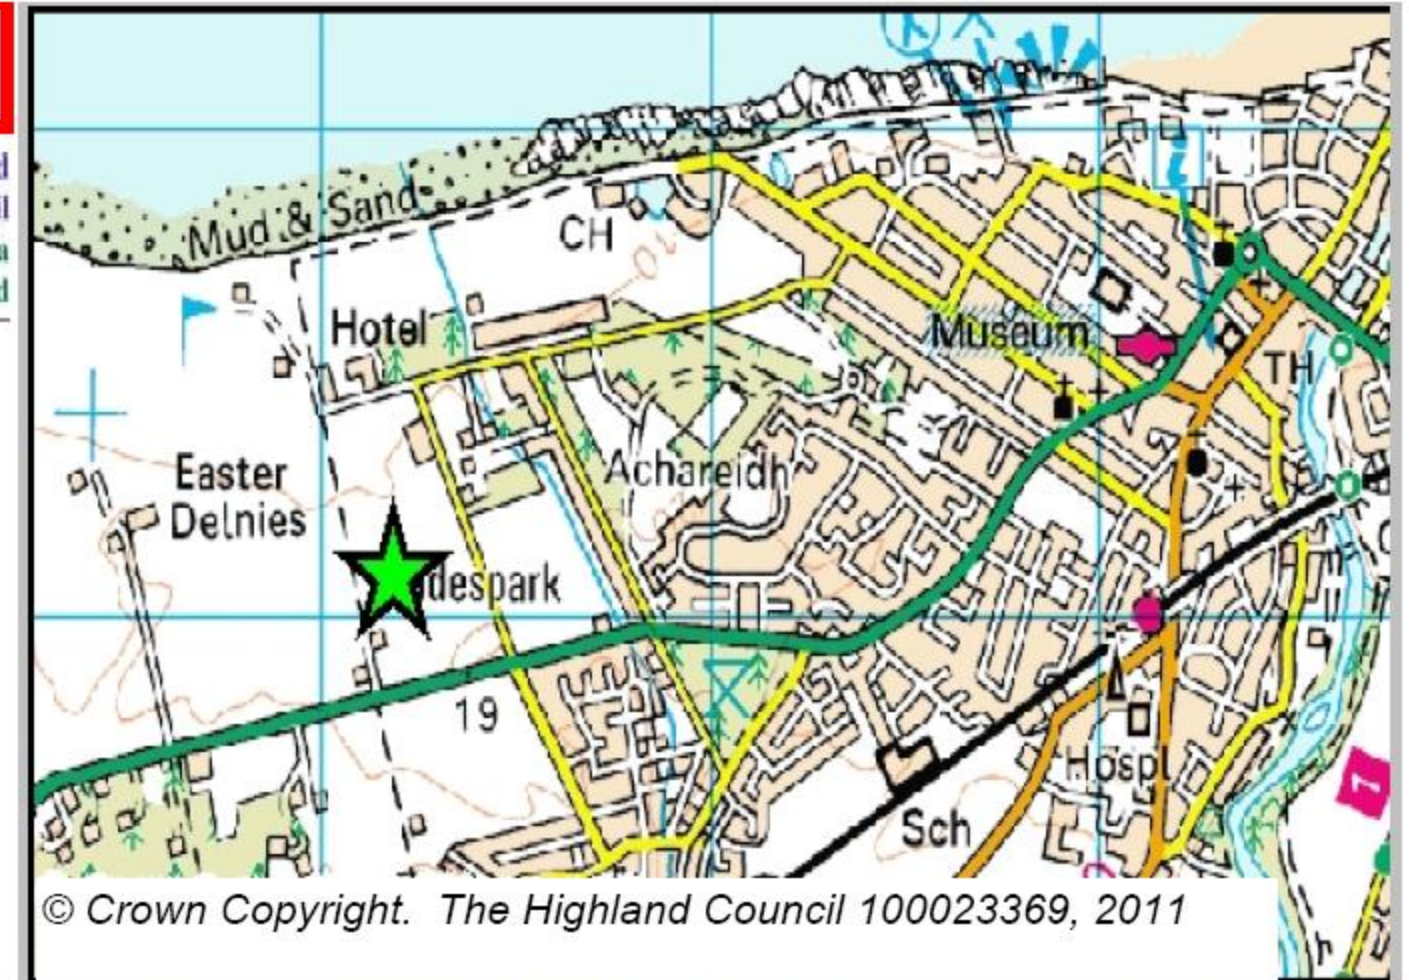 Mud & Sand
CH
Hotel
Museum
TH
Easter
Delnies
Achareidh
despark
19
Hospl
Sch
1
© Crown Copyright. The Highland Council 100023369, 2011